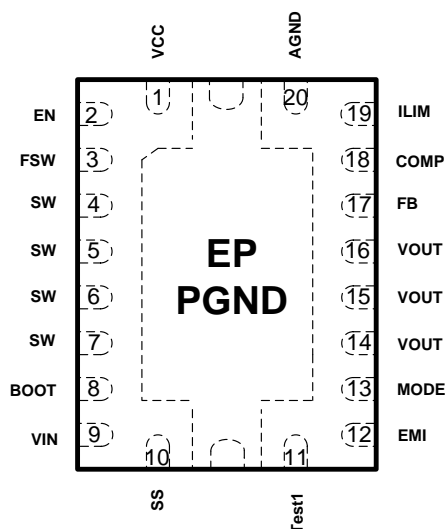 VCC
AGND
1
20
EN 2
19 ILIM
FSW 3
18 COMP
SW 4
17 FB
SW 5
16 VOUT
SW 6
15 VOUT
SW 7
14 VOUT
BOOT 8
13 MODE
VIN 9
12 EMI
EP
PGND
10
11
SS
Test1